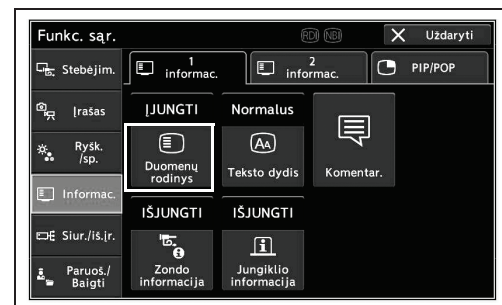 Funkc. sąr.
RDI NBI
Uždaryti
Stebėjim.
1
informac.
2
informac.
PIP/POP
Įrašas
Ryšk.
/sp.
Informac.
Siur./iš.įr.
Paruoš./
Baigti
ĮJUNGTI
Normalus
Duomenų
rodinys
AA
Teksto dydis
Komentar.
IŠJUNGTI
IŠJUNGTI
Zondo
informacija
Jungiklio
informacija